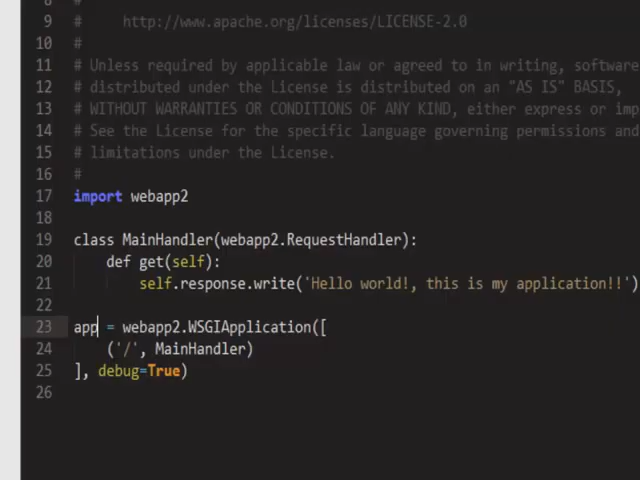 8 #
9 #     http://www.apache.org/licenses/LICENSE-2.0
10 #
11 # Unless required by applicable law or agreed to in writing, software
12 # distributed under the License is distributed on an "AS IS" BASIS,
13 # WITHOUT WARRANTIES OR CONDITIONS OF ANY KIND, either express or imp
14 # See the License for the specific language governing permissions and
15 # limitations under the License.
16 #
17 import webapp2
18
19 class MainHandler(webapp2.RequestHandler):
20     def get(self):
21         self.response.write('Hello world!, this is my application!!')
22
23 app = webapp2.WSGIApplication([
24     ('/', MainHandler)
25 ], debug=True)
26